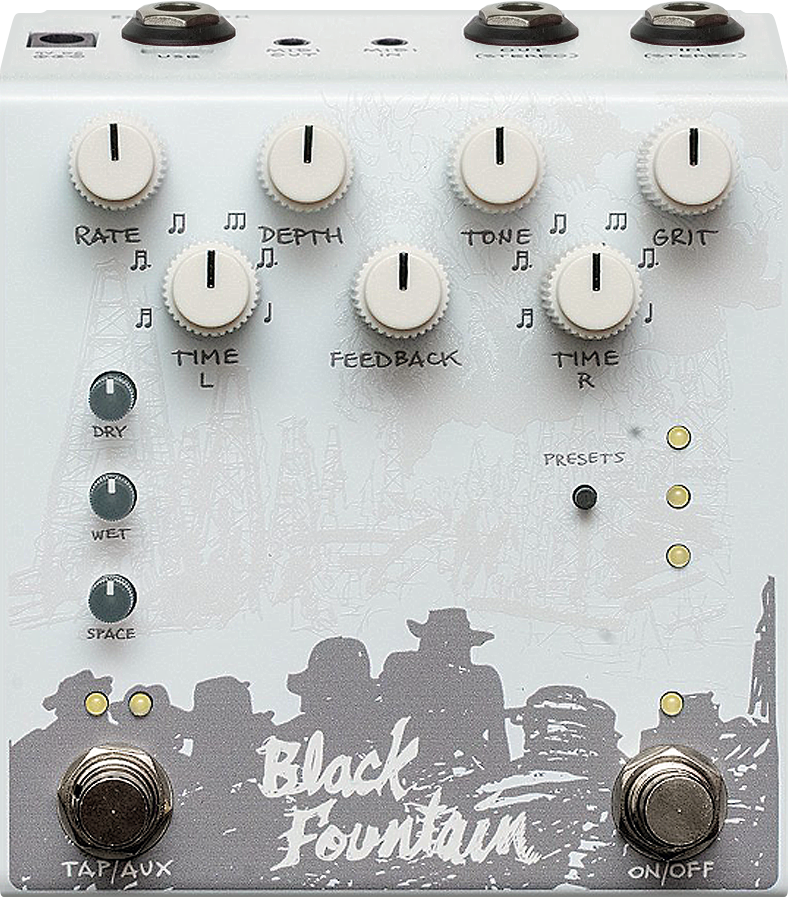 USB
MIDI
OUT
MIDI
IN
OUT
(STEREO)
IN
(STEREO)
RATE
DEPTH
TONE
GRIT
TIME
L
FEEDBACK
TIME
R
DRY
PRESETS
WET
SPACE
Black
Fountain
TAP/AUX
ON/OFF